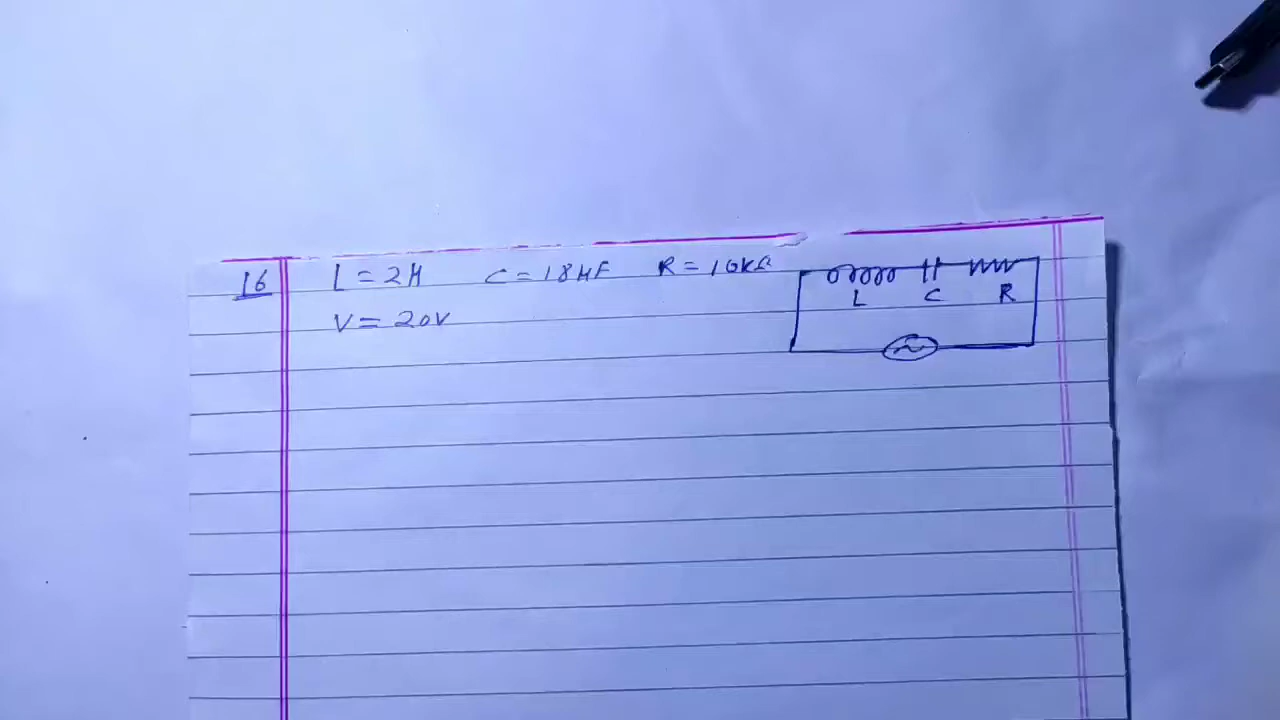 16 L = 2H C = 18μF R = 10kΩ
V = 20V
L C R